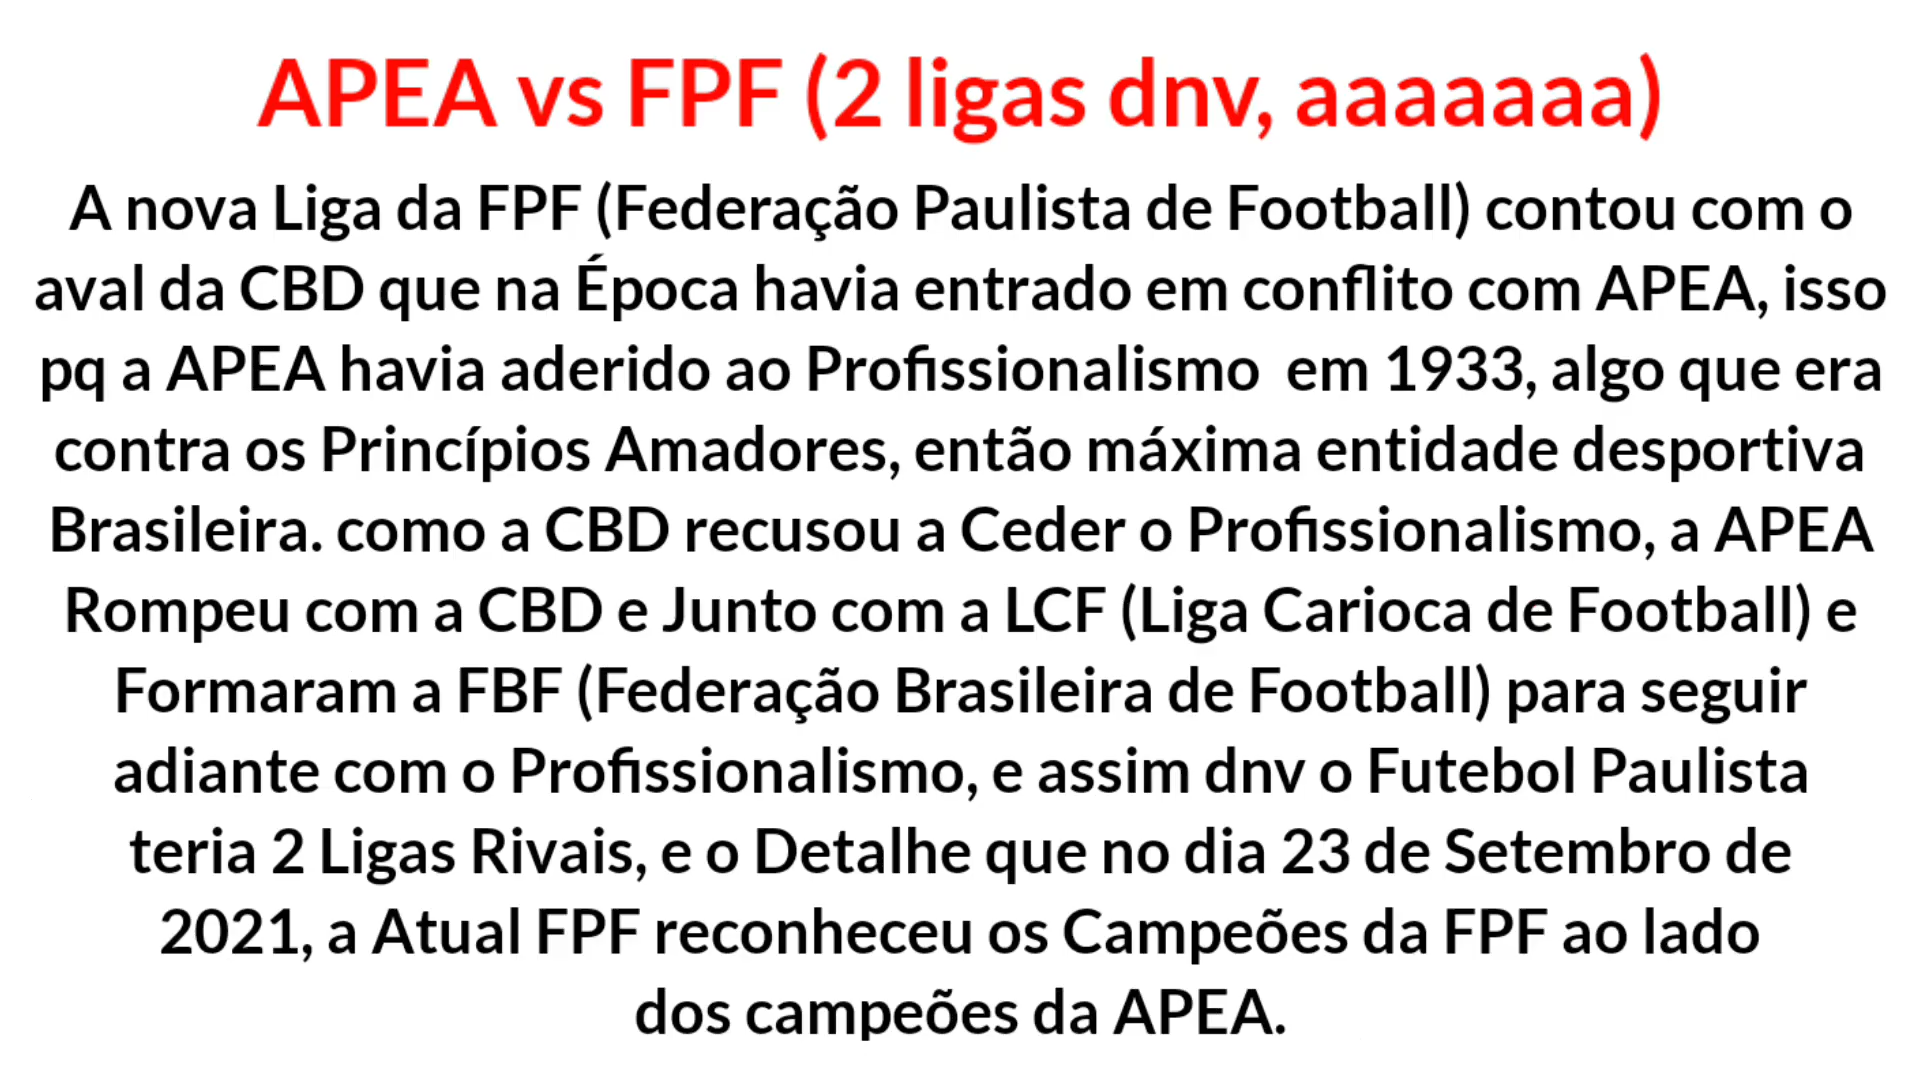 APEA vs FPF (2 ligas dnv, aaaaaaa)
A nova Liga da FPF (Federação Paulista de Football) contou com o
aval da CBD que na Época havia entrado em conflito com APEA, isso
pq a APEA havia aderido ao Profissionalismo  em 1933, algo que era
contra os Princípios Amadores, então máxima entidade desportiva
Brasileira. como a CBD recusou a Ceder o Profissionalismo, a APEA
Rompeu com a CBD e Junto com a LCF (Liga Carioca de Football) e
Formaram a FBF (Federação Brasileira de Football) para seguir
adiante com o Profissionalismo, e assim dnv o Futebol Paulista
teria 2 Ligas Rivais, e o Detalhe que no dia 23 de Setembro de
2021, a Atual FPF reconheceu os Campeões da FPF ao lado
dos campeões da APEA.